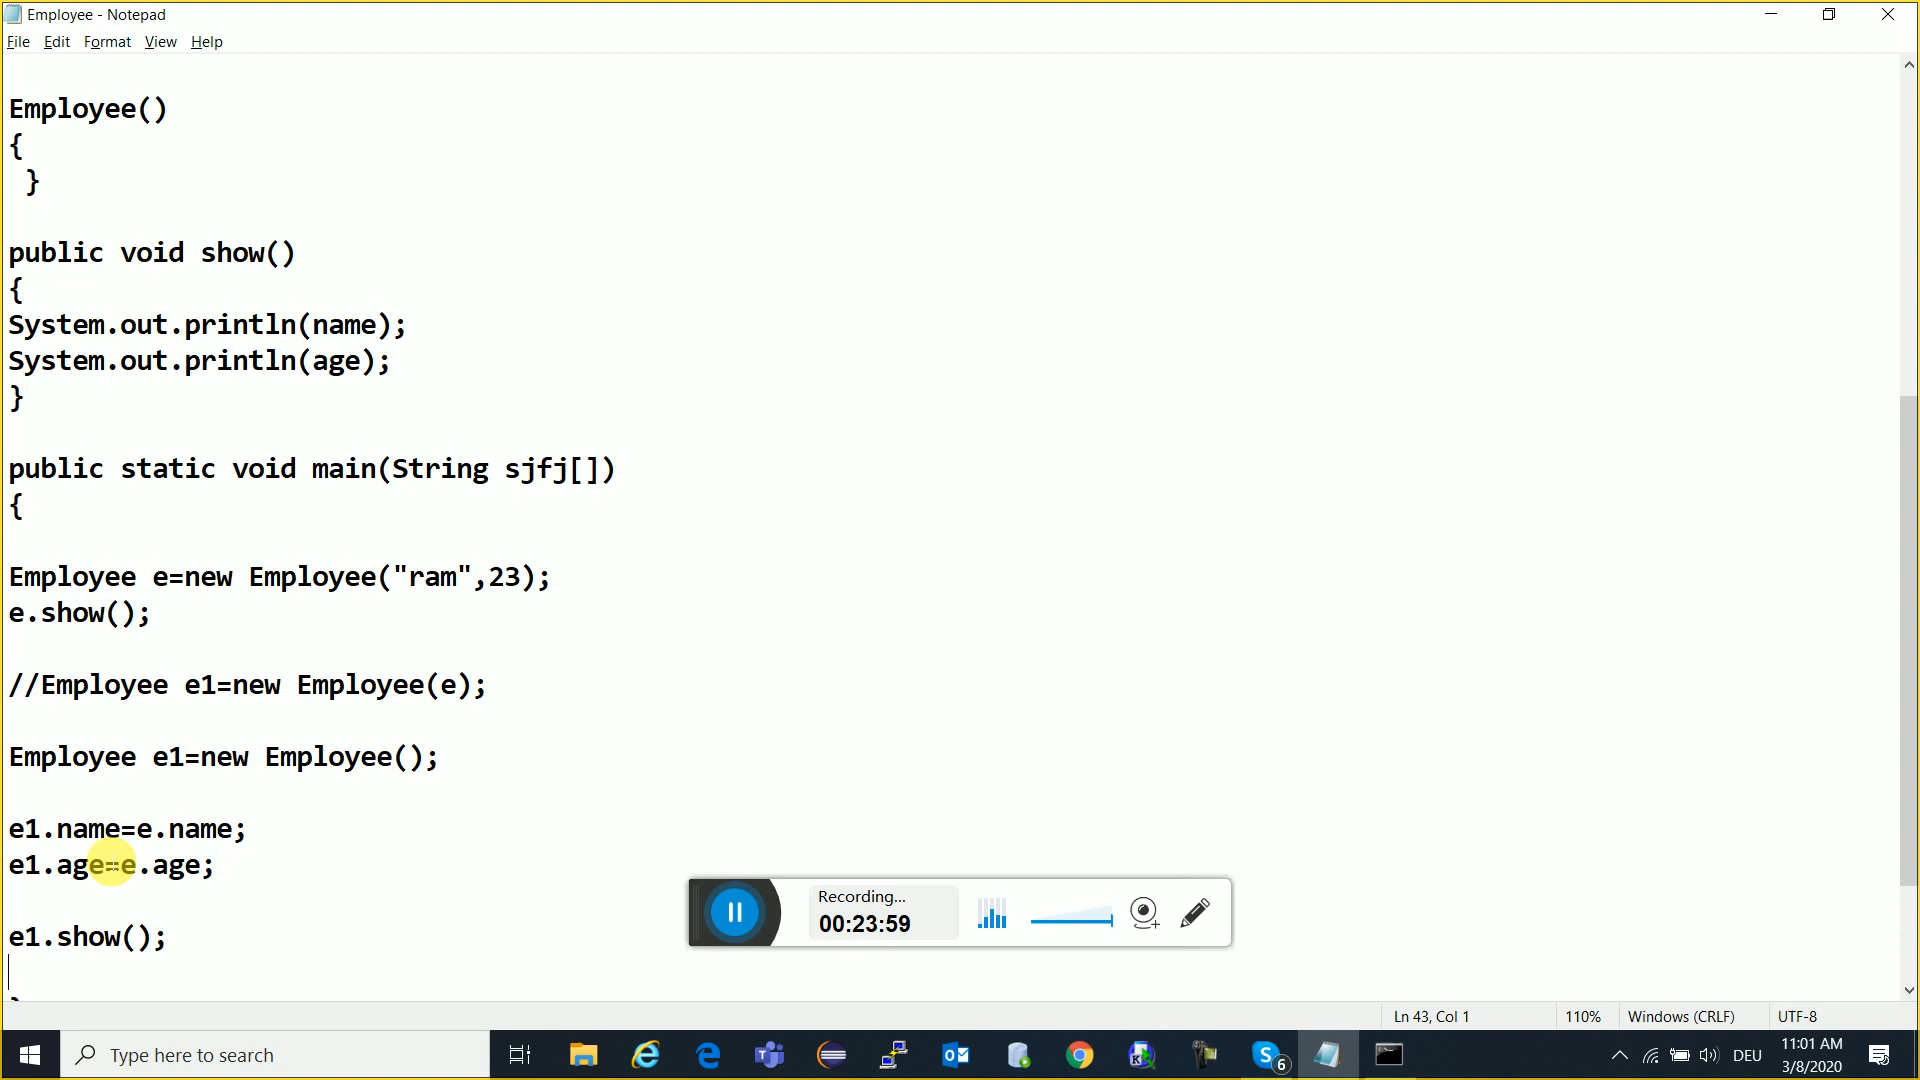 Employee - Notepad
File Edit Format View Help
Employee()
{
}
public void show()
{
System.out.println(name);
System.out.println(age);
}
public static void main(String sjfj[])
{
Employee e=new Employee("ram",23);
e.show();
//Employee e1=new Employee(e);
Employee e1=new Employee();
e1.name=e.name;
e1.age=e.age;
Recording...
00:23:59
e1.show();
Ln 43, Col 1 110% Windows (CRLF) UTF-8
Type here to search
6
DEU
11:01 AM
3/8/2020